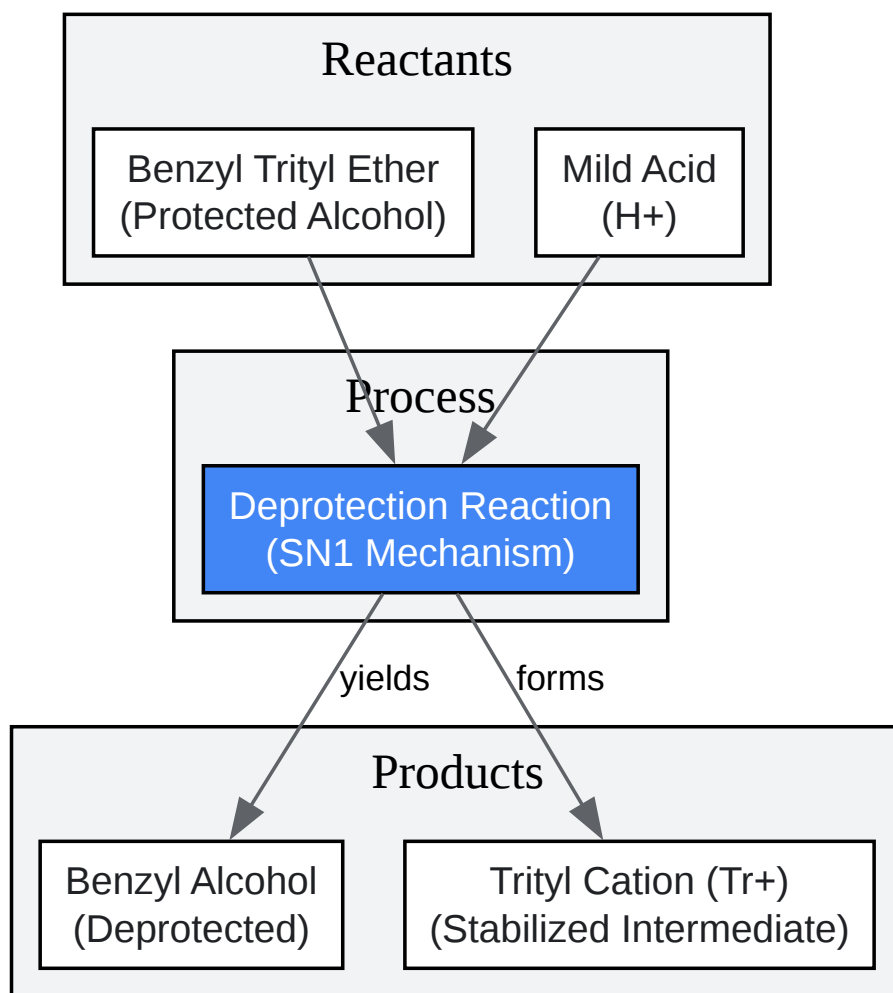 Reactants
Benzyl Trityl Ether
(Protected Alcohol)
Mild Acid
(H+)
Process
Deprotection Reaction
(SN1 Mechanism)
yields
forms
Products
Benzyl Alcohol
(Deprotected)
Trityl Cation (Tr+)
(Stabilized Intermediate)